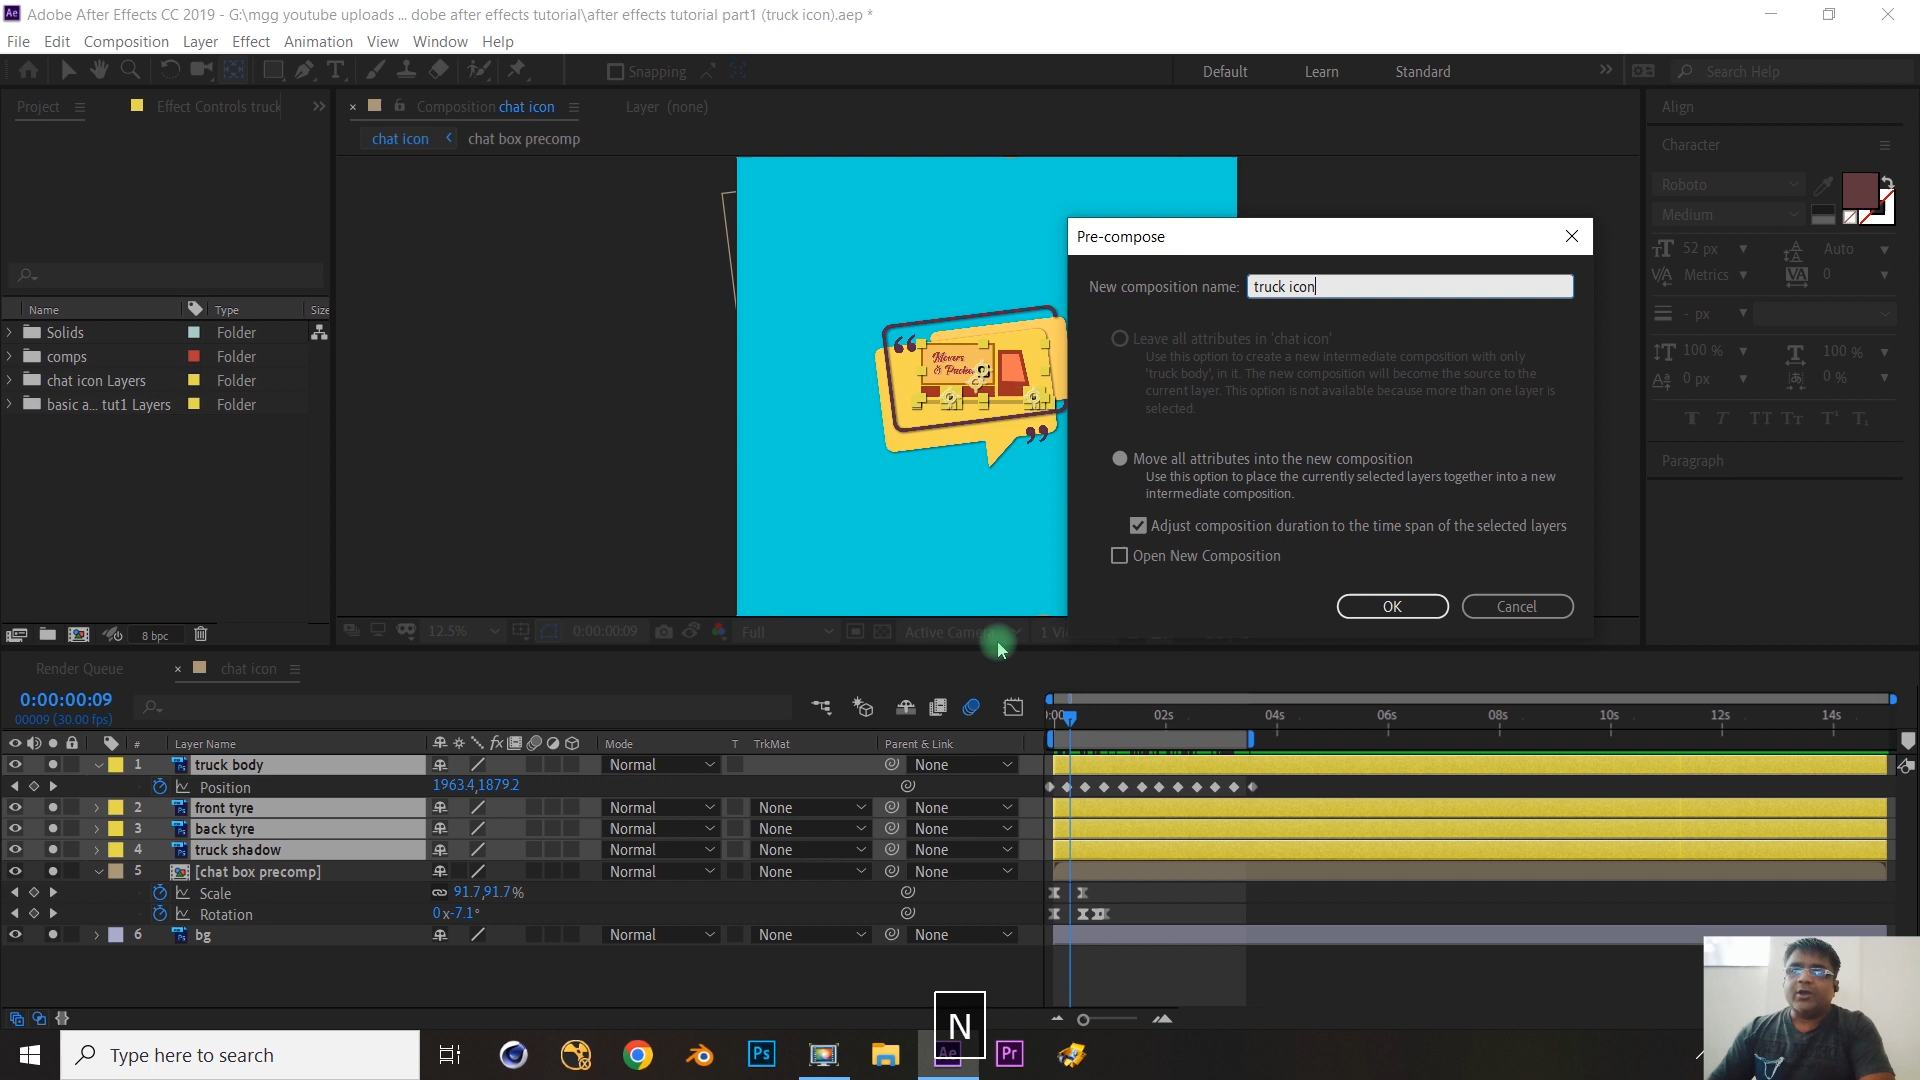 Adobe After Effects CC 2019 - G:\mgg youtube uploads ... dobe after effects tutorial\after effects tutorial part1 (truck icon).aep *
File Edit Composition Layer Effect Animation View Window Help
Snapping Default Learn Standard Search Help
Project Effect Controls truck Composition chat icon Layer (none) Align
chat icon chat box precomp
Character
Roboto
Medium
52 px Auto
Metrics 0
- px
100 % 100 %
0 px 0 %
T T TT Tт T¹ T₁
Paragraph
Name Type Size
Solids Folder
comps Folder
chat icon Layers Folder
basic a... tut1 Layers Folder
Movers
& Packe
Pre-compose
New composition name: truck icon
Leave all attributes in 'chat icon'
Use this option to create a new intermediate composition with only
'truck body', in it. The new composition will become the source to the
current layer. This option is not available because more than one layer is
selected.
Move all attributes into the new composition
Use this option to place the currently selected layers together into a new
intermediate composition.
Adjust composition duration to the time span of the selected layers
Open New Composition
OK Cancel
8 bpc 12.5% 0:00:00:09 Full Active Camera 1 Vi
Render Queue chat icon
0:00:00:09
00009 (30.00 fps)
:00 02s 04s 06s 08s 10s 12s 14s
# Layer Name fx Mode T TrkMat Parent & Link
1 truck body Normal None
Position 1963.4,1879.2
2 front tyre Normal None None
3 back tyre Normal None None
4 truck shadow Normal None None
5 [chat box precomp] Normal None None
Scale 91.7,91.7%
Rotation 0x-7.1°
6 bg Normal None None
N
Type here to search Ps Ae Pr